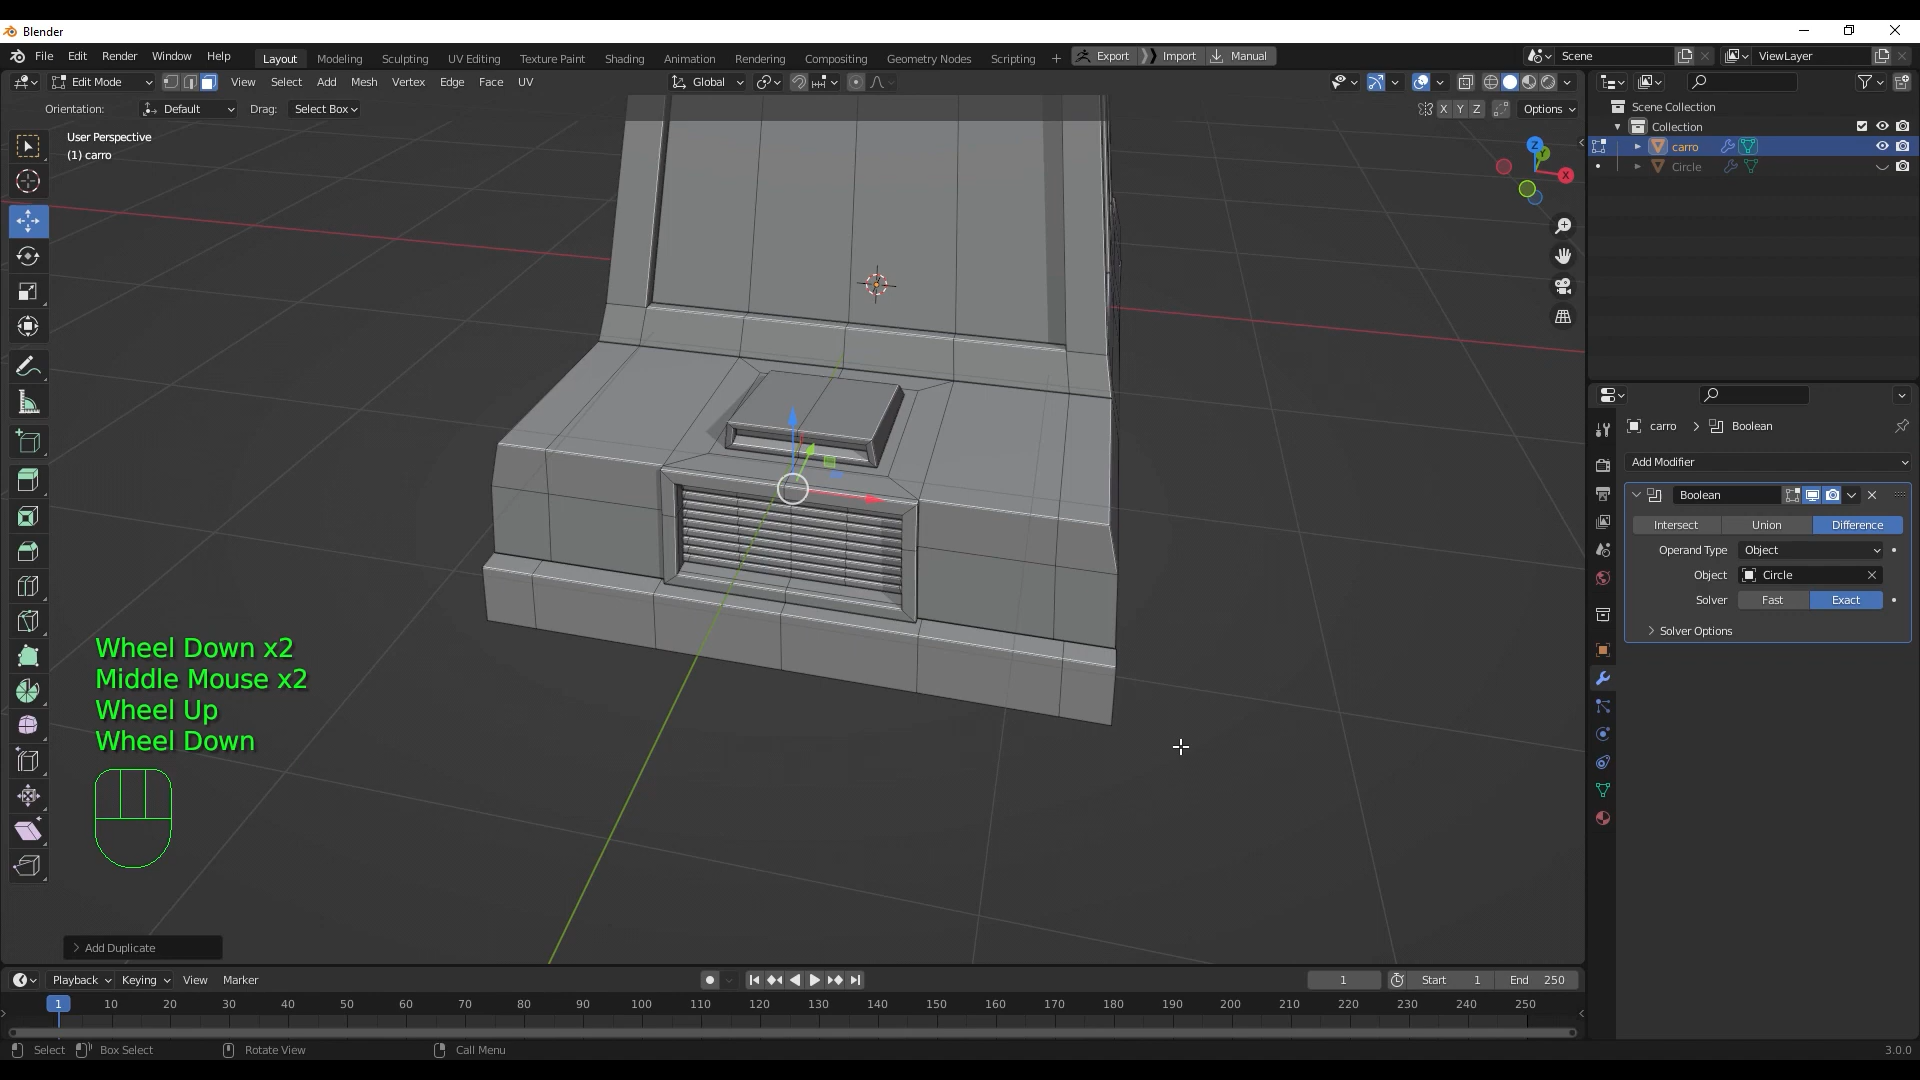 Blender
File Edit Render Window Help Layout Modeling Sculpting UV Editing Texture Paint Shading Animation Rendering Compositing Geometry Nodes Scripting + Export Import Manual Scene ViewLayer
Edit Mode View Select Add Mesh Vertex Edge Face UV Global
Orientation: Default Drag: Select Box X Y Z Options
Scene Collection
Collection
carro
Circle
User Perspective
(1) carro
Z
Y
X
carro > Boolean
Add Modifier
Boolean
Intersect Union Difference
Operand Type Object
Object Circle
Solver Fast Exact
Solver Options
Wheel Down x2
Middle Mouse x2
Wheel Up
Wheel Down
Add Duplicate
Playback Keying View Marker 1 Start 1 End 250
1 10 20 30 40 50 60 70 80 90 100 110 120 130 140 150 160 170 180 190 200 210 220 230 240 250
Select Box Select Rotate View Call Menu 3.0.0